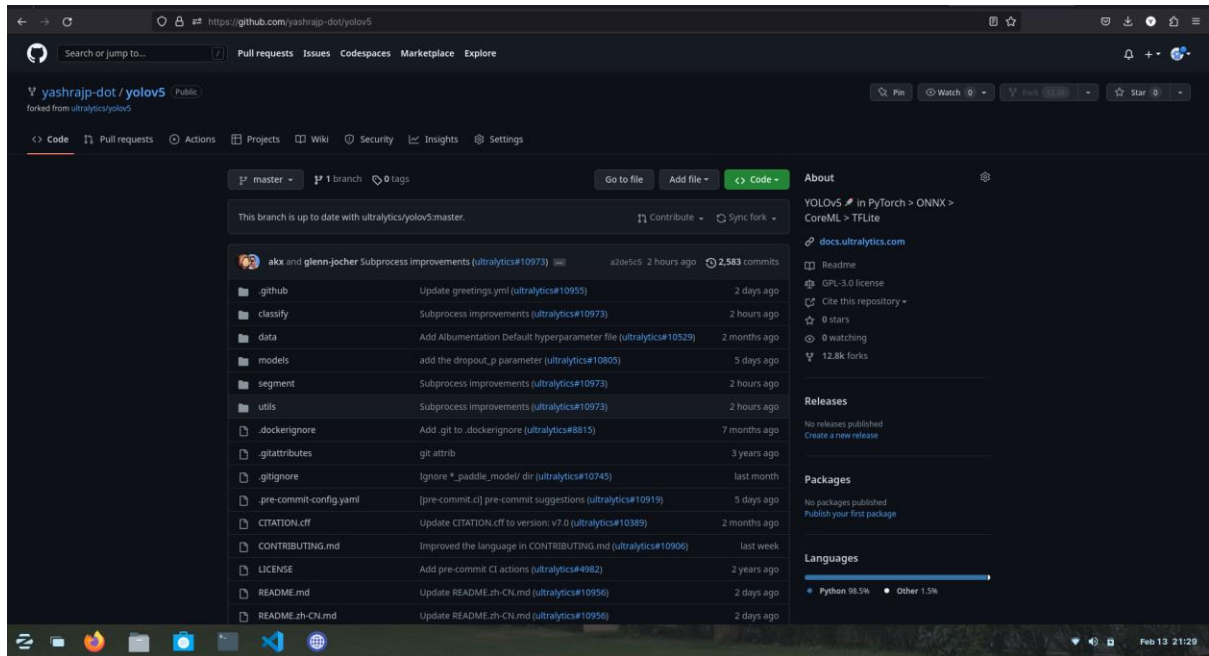 https://github.com/yashrajp-dot/yolov5
Search or jump to... /
Pull requests Issues Codespaces Marketplace Explore
yashrajp-dot / yolov5 Public
forked from ultralytics/yolov5
Pin Watch 0 Fork 12.8k Star 0
Code Pull requests Actions Projects Wiki Security Insights Settings
master 1 branch 0 tags Go to file Add file Code
This branch is up to date with ultralytics/yolov5:master. Contribute Sync fork
akx and glenn-jocher Subprocess improvements (ultralytics#10973) ... a2de5c5 2 hours ago 2,583 commits
.github Update greetings.yml (ultralytics#10955) 2 days ago
classify Subprocess improvements (ultralytics#10973) 2 hours ago
data Add Albumentation Default hyperparameter file (ultralytics#10529) 2 months ago
models add the dropout_p parameter (ultralytics#10805) 5 days ago
segment Subprocess improvements (ultralytics#10973) 2 hours ago
utils Subprocess improvements (ultralytics#10973) 2 hours ago
.dockerignore Add .git to .dockerignore (ultralytics#8815) 7 months ago
.gitattributes git attrib 3 years ago
.gitignore Ignore *_paddle_model/ dir (ultralytics#10745) last month
.pre-commit-config.yaml [pre-commit.ci] pre-commit suggestions (ultralytics#10919) 5 days ago
CITATION.cff Update CITATION.cff to version: v7.0 (ultralytics#10389) 2 months ago
CONTRIBUTING.md Improved the language in CONTRIBUTING.md (ultralytics#10906) last week
LICENSE Add pre-commit CI actions (ultralytics#4982) 2 years ago
README.md Update README.zh-CN.md (ultralytics#10956) 2 days ago
README.zh-CN.md Update README.zh-CN.md (ultralytics#10956) 2 days ago
About
YOLOv5 🚀 in PyTorch > ONNX >
CoreML > TFLite
docs.ultralytics.com
Readme
GPL-3.0 license
Cite this repository
0 stars
0 watching
12.8k forks
Releases
No releases published
Create a new release
Packages
No packages published
Publish your first package
Languages
Python 98.5% Other 1.5%
Feb 13 21:29